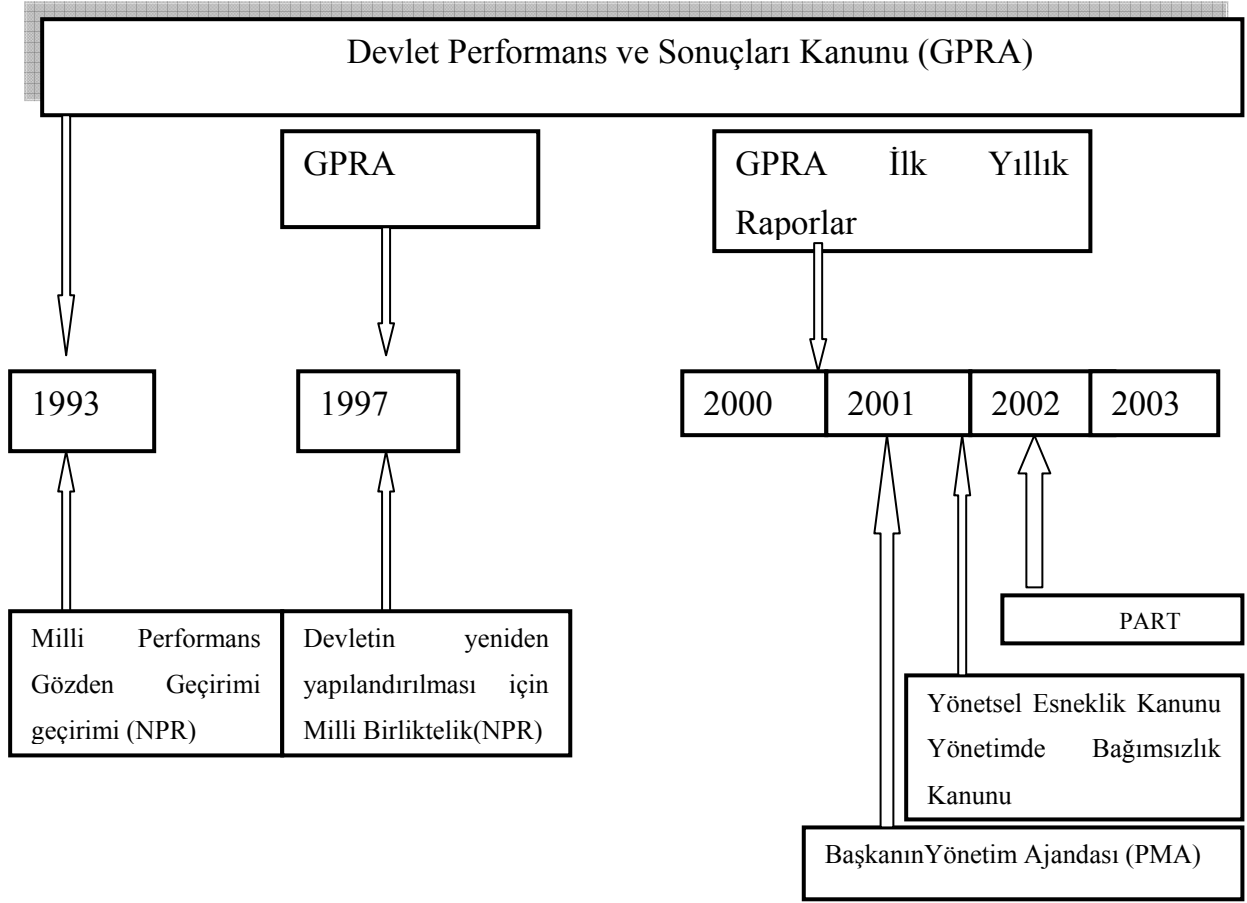 Devlet Performans ve Sonuçları Kanunu (GPRA)
GPRA
GPRA İlk Yıllık
Raporlar
1993
1997
2000
2001
2002
2003
Milli Performans
Gözden Geçirimi
geçirimi (NPR)
Devletin yeniden
yapılandırılması için
Milli Birliktelik(NPR)
PART
Yönetsel Esneklik Kanunu
Yönetimde Bağımsızlık
Kanunu
BaşkanınYönetim Ajandası (PMA)